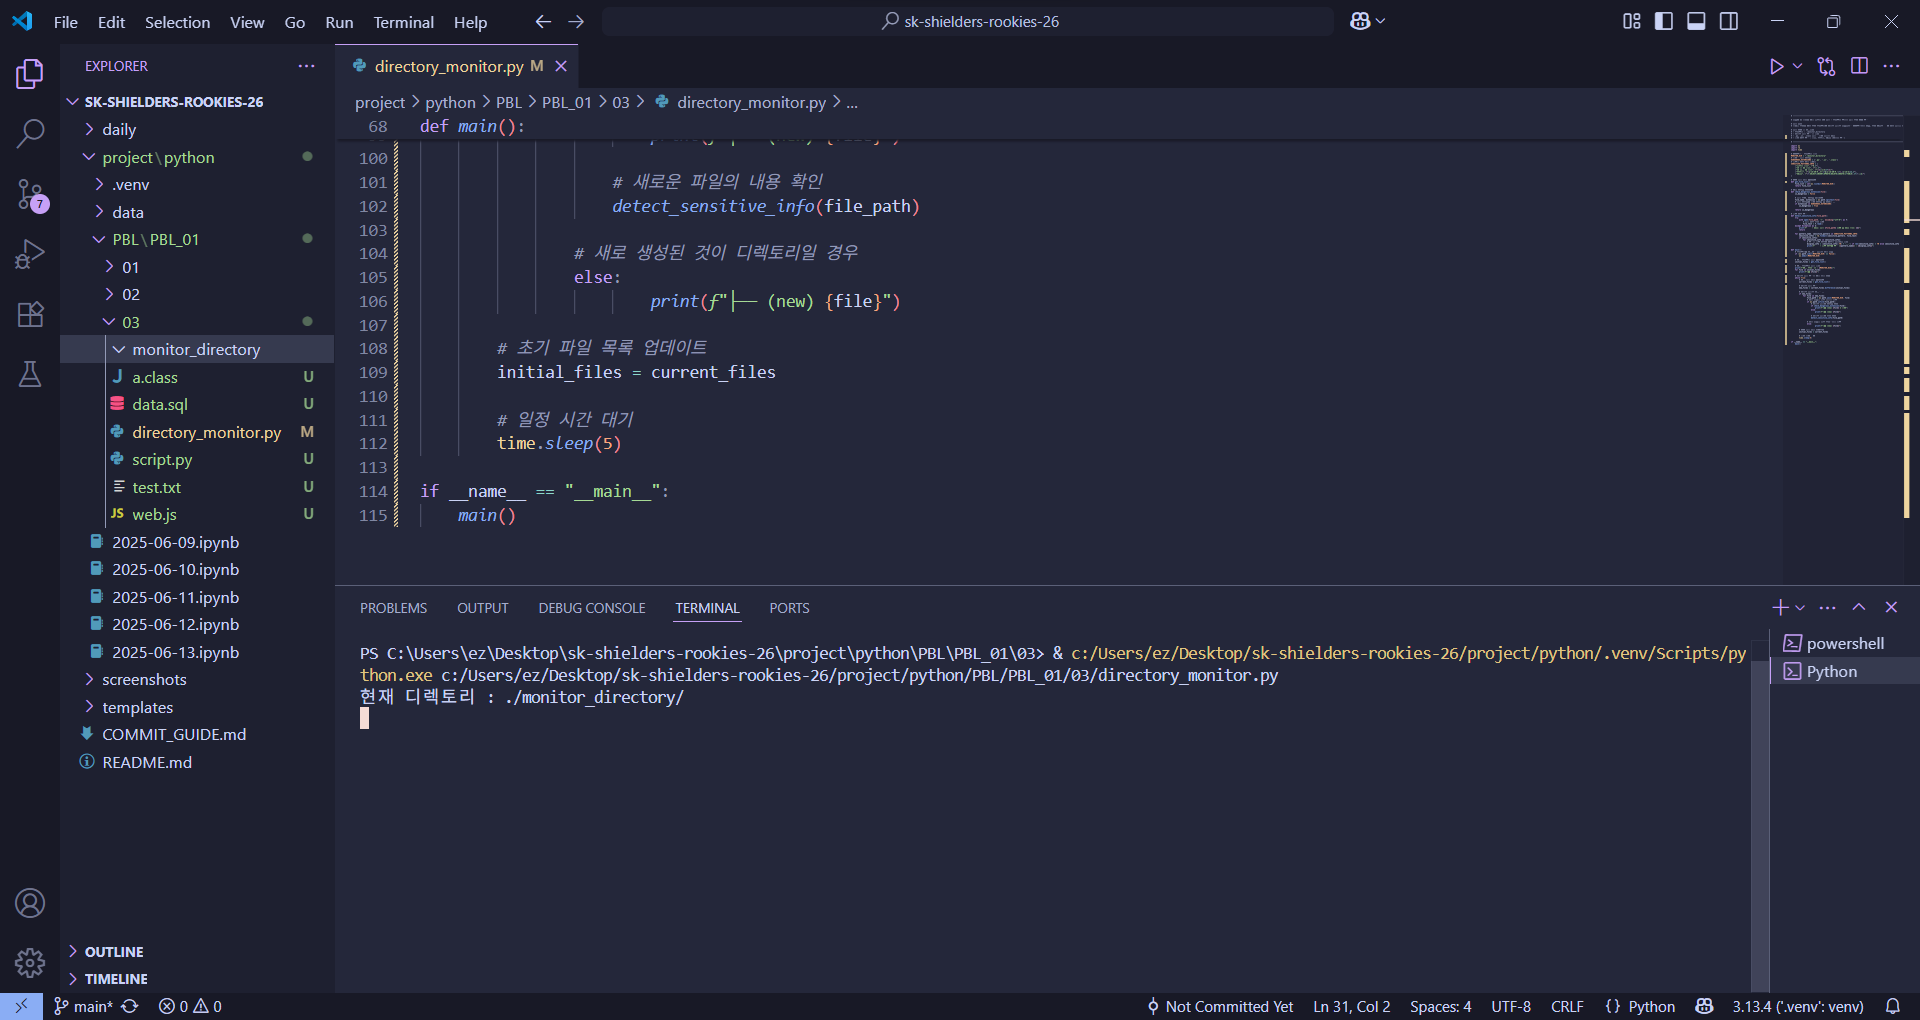 File Edit Selection View Go Run Terminal Help
sk-shielders-rookies-26
EXPLORER
SK-SHIELDERS-ROOKIES-26
daily
project\python
.venv
data
PBL\PBL_01
01
02
03
monitor_directory
a.class U
data.sql U
directory_monitor.py M
script.py U
test.txt U
JS web.js U
2025-06-09.ipynb
2025-06-10.ipynb
2025-06-11.ipynb
2025-06-12.ipynb
2025-06-13.ipynb
screenshots
templates
COMMIT_GUIDE.md
README.md
OUTLINE
TIMELINE
7
directory_monitor.py M
project > python > PBL > PBL_01 > 03 > directory_monitor.py > ...
68 def main():
100
101 # 새로운 파일의 내용 확인
102 detect_sensitive_info(file_path)
103
104 # 새로 생성된 것이 디렉토리일 경우
105 else:
106 print(f"├── (new) {file}")
107
108 # 초기 파일 목록 업데이트
109 initial_files = current_files
110
111 # 일정 시간 대기
112 time.sleep(5)
113
114 if __name__ == "__main__":
115 main()
PROBLEMS OUTPUT DEBUG CONSOLE TERMINAL PORTS
PS C:\Users\ez\Desktop\sk-shielders-rookies-26\project\python\PBL\PBL_01\03> & c:/Users/ez/Desktop/sk-shielders-rookies-26/project/python/.venv/Scripts/py
thon.exe c:/Users/ez/Desktop/sk-shielders-rookies-26/project/python/PBL/PBL_01/03/directory_monitor.py
현재 디렉토리 : ./monitor_directory/
powershell
Python
main* 0 0 Not Committed Yet Ln 31, Col 2 Spaces: 4 UTF-8 CRLF {} Python 3.13.4 ('.venv': venv)